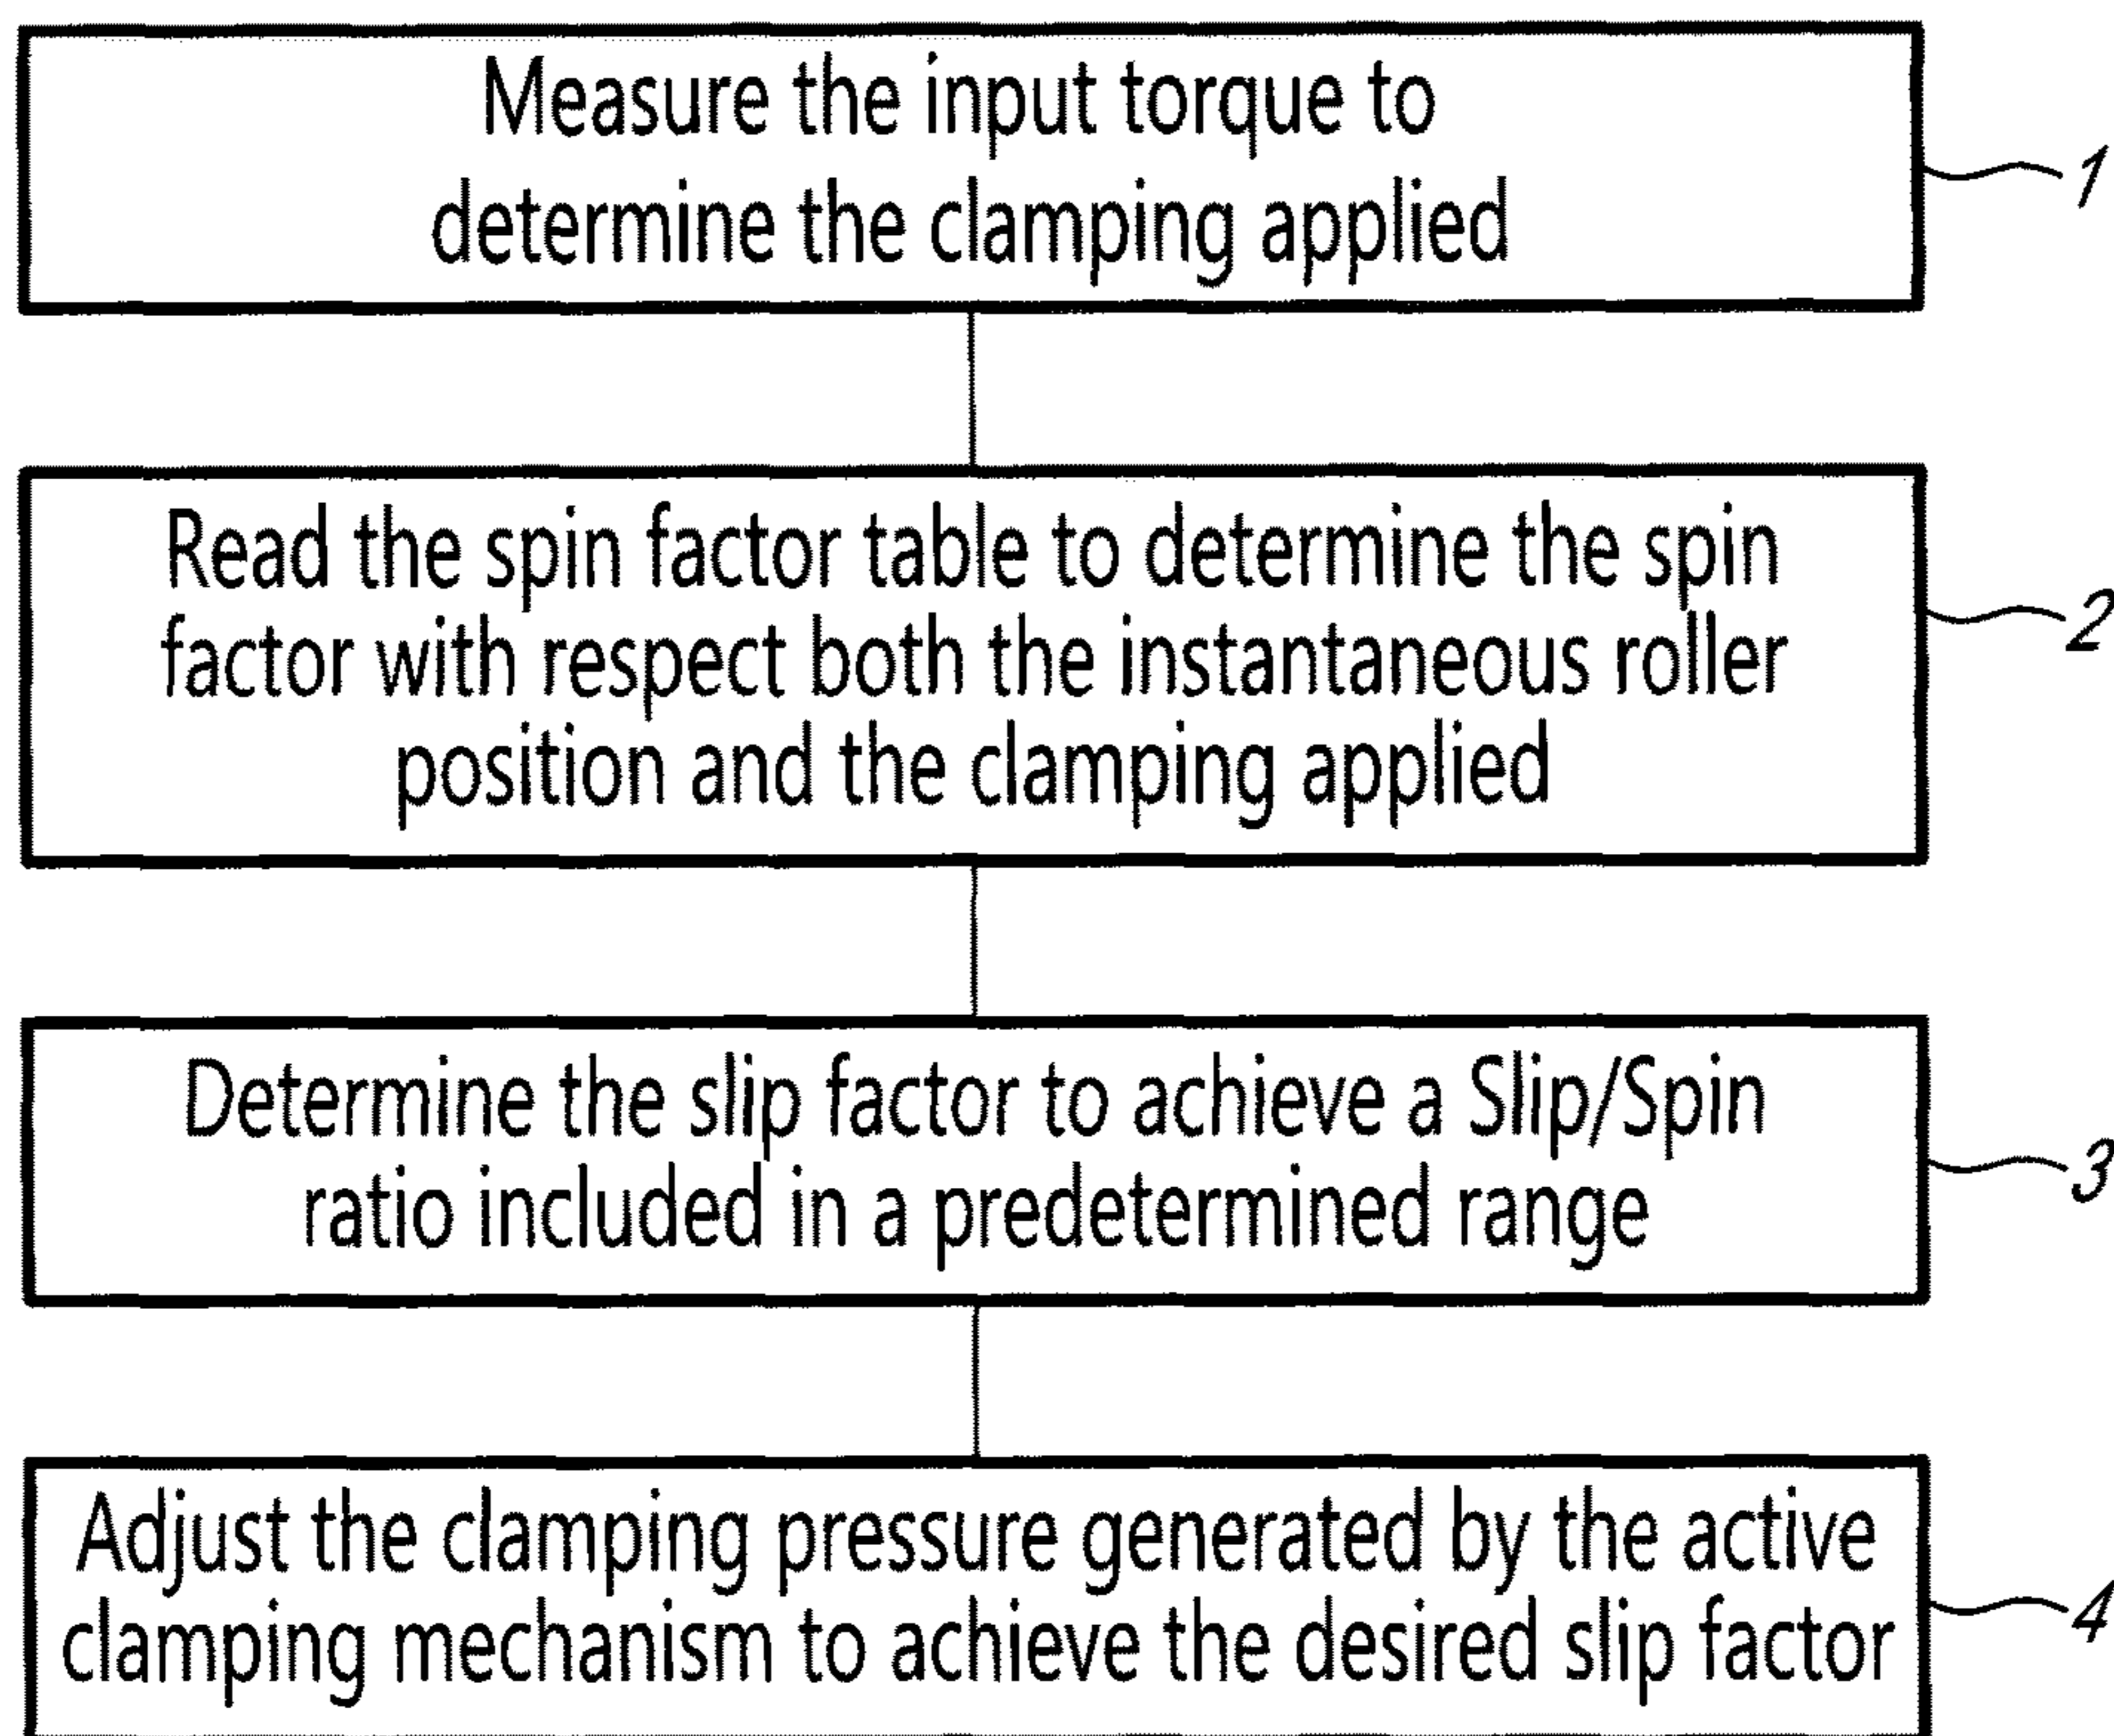 Measure the input torque to
determine the clamping applied
1
Read the spin factor table to determine the spin
factor with respect both the instantaneous roller
position and the clamping applied
2
Determine the slip factor to achieve a Slip/Spin
ratio included in a predetermined range
3
Adjust the clamping pressure generated by the active
clamping mechanism to achieve the desired slip factor
4